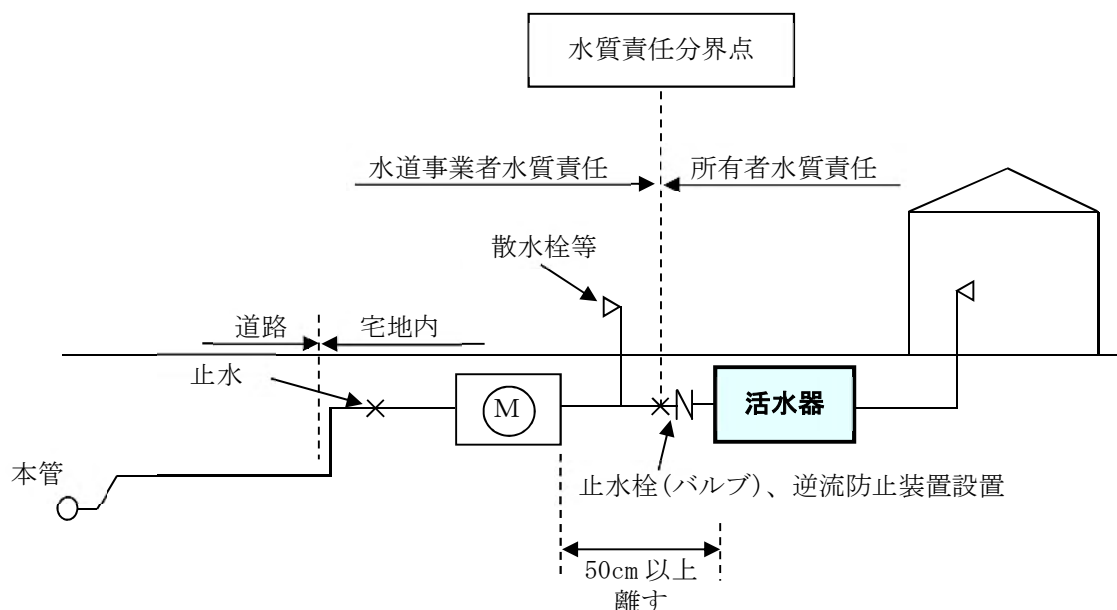 水質責任分界点
水道事業者水質責任
所有者水質責任
散水栓等
道路
宅地内
止水
M
活水器
本管
止水栓(バルブ)、逆流防止装置設置
50cm 以上
離す